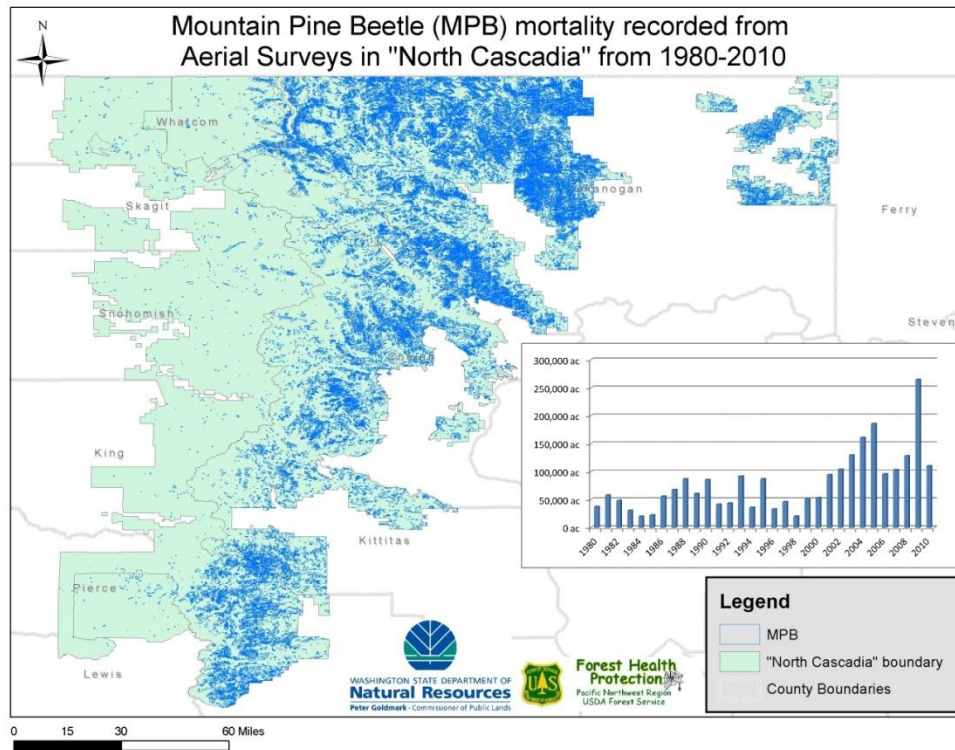 Mountain Pine Beetle (MPB) mortality recorded from
Aerial Surveys in "North Cascadia" from 1980-2010
N
Whatcom
Skagit
Okanogan
Ferry
Snohomish
Stevens
Chelan
King
Kittitas
Pierce
Lewis
300,000 ac
250,000 ac
200,000 ac
150,000 ac
100,000 ac
50,000 ac
0 ac
1980
1982
1984
1986
1988
1990
1992
1994
1996
1998
2000
2002
2004
2006
2008
2010
Legend
MPB
"North Cascadia" boundary
County Boundaries
WASHINGTON STATE DEPARTMENT OF
Natural Resources
Peter Goldmark - Commissioner of Public Lands
UAS
Forest Health
Protection
Pacific Northwest Region
USDA Forest Service
0 15 30 60 Miles